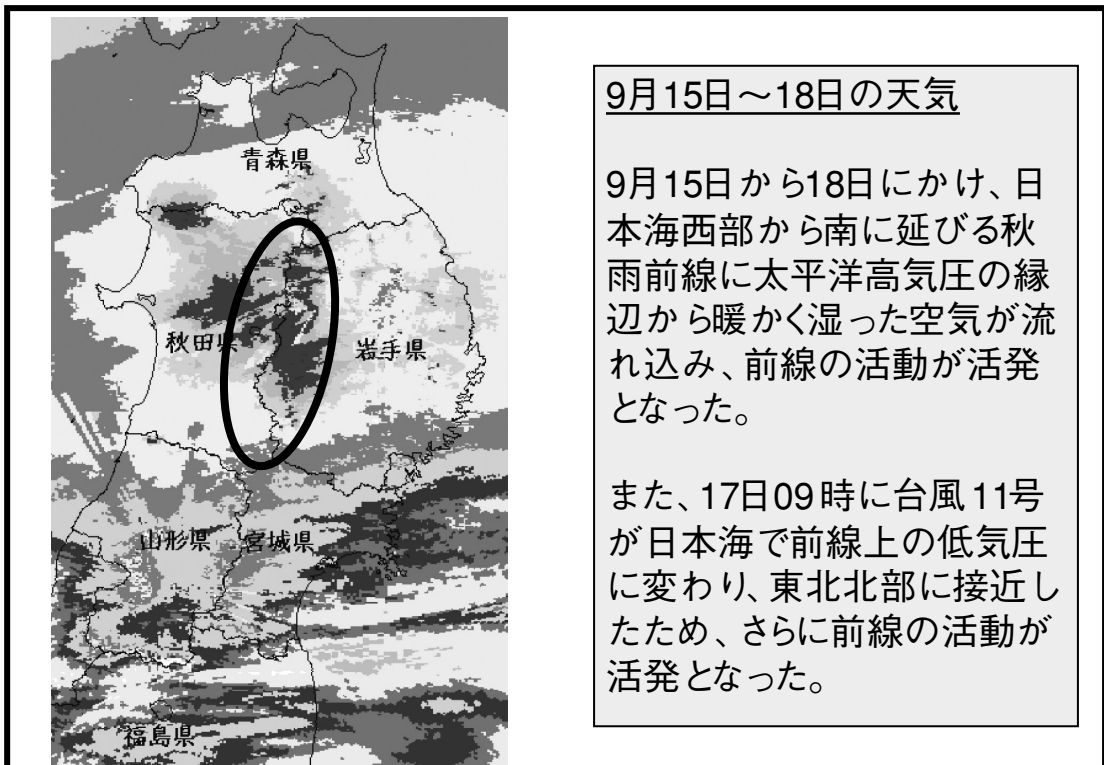 青森県
秋田県
岩手県
山形県
宮城県
福島県
9月15日～18日の天気
9月15日から18日にかけ、日
本海西部から南に延びる秋
雨前線に太平洋高気圧の縁
辺から暖かく湿った空気が流
れ込み、前線の活動が活発
となった。
また、17日09時に台風11号
が日本海で前線上の低気圧
に変わり、東北北部に接近し
たため、さらに前線の活動が
活発となった。